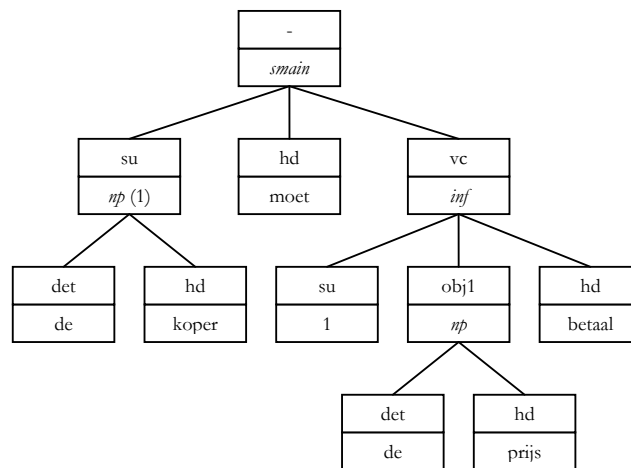 -
smain
su hd vc
np (1) moet inf
det hd su obj1 hd
de koper 1 np betaal
det hd
de prijs